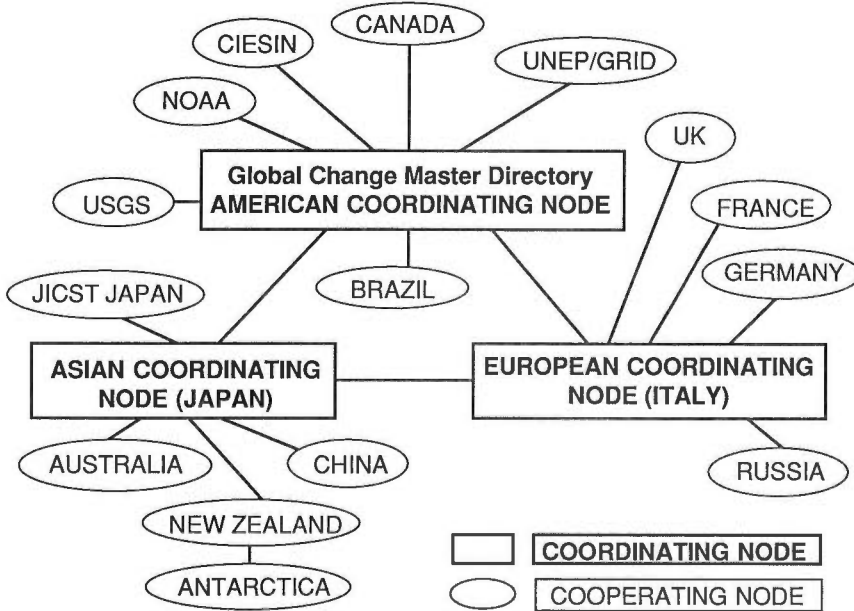 CANADA
CIESIN
UNEP/GRID
NOAA
UK
Global Change Master Directory
AMERICAN COORDINATING NODE
USGS
FRANCE
BRAZIL
GERMANY
JICST JAPAN
ASIAN COORDINATING
NODE (JAPAN)
EUROPEAN COORDINATING
NODE (ITALY)
AUSTRALIA
CHINA
RUSSIA
NEW ZEALAND
ANTARCTICA
COORDINATING NODE
COOPERATING NODE